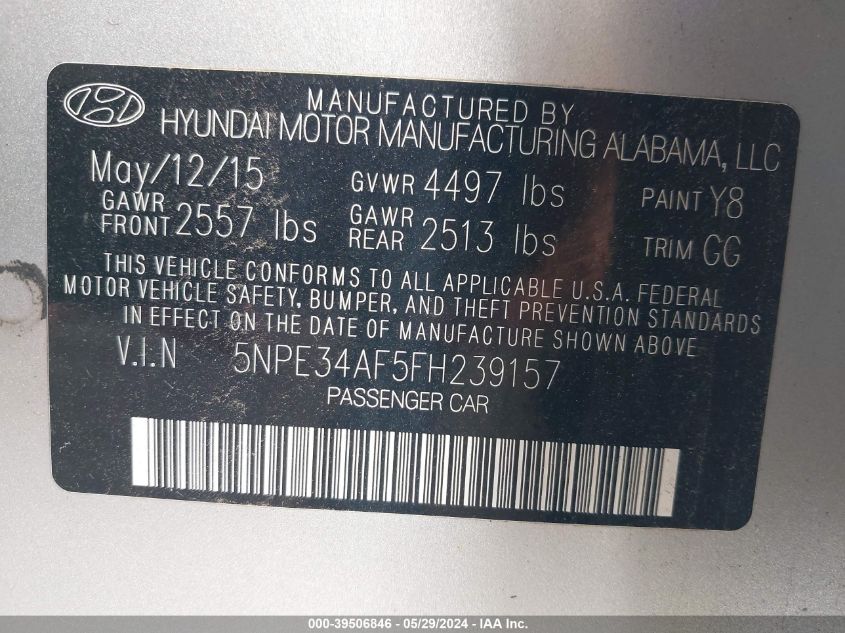 MANUFACTURED BY
HYUNDAI MOTOR MANUFACTURING ALABAMA, LLC
May/12/15 GVWR 4497 lbs PAINT Y8
GAWR FRONT 2557 lbs GAWR REAR 2513 lbs TRIM GG
THIS VEHICLE CONFORMS TO ALL APPLICABLE U.S.A. FEDERAL
MOTOR VEHICLE SAFETY, BUMPER, AND THEFT PREVENTION STANDARDS
IN EFFECT ON THE DATE OF MANUFACTURE SHOWN ABOVE
V.I.N 5NPE34AF5FH239157
PASSENGER CAR
000-39506846 - 05/29/2024 - IAA Inc.